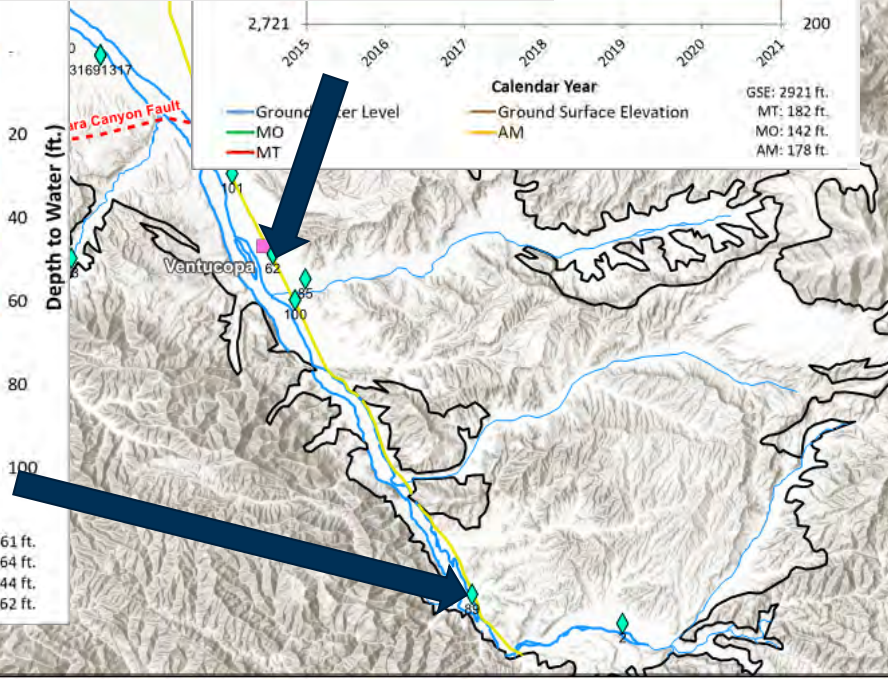 2,721
200
2015
2016
2017
2018
2019
2020
2021
Calendar Year
GSE: 2921 ft.
MT: 182 ft.
MO: 142 ft.
AM: 178 ft.
Ground Surface Elevation
MO
AM
MT
Canyon Fault
Depth to Water (ft.)
20
40
60
80
100
61 ft.
64 ft.
44 ft.
62 ft.
31691317
101
Ventucopa
62
85
100
89
2